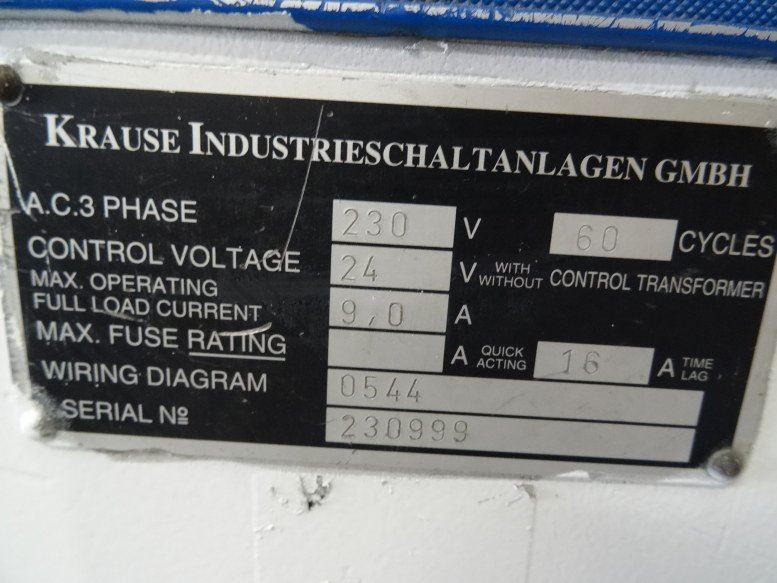 KRAUSE INDUSTRIESCHALTANLAGEN GMBH
A.C.3 PHASE 230 V 60 CYCLES
CONTROL VOLTAGE 24 V WITH WITHOUT CONTROL TRANSFORMER
MAX. OPERATING
FULL LOAD CURRENT 9,0 A
MAX. FUSE RATING A QUICK ACTING 16 A TIME LAG
WIRING DIAGRAM 0544
SERIAL Nº 230999